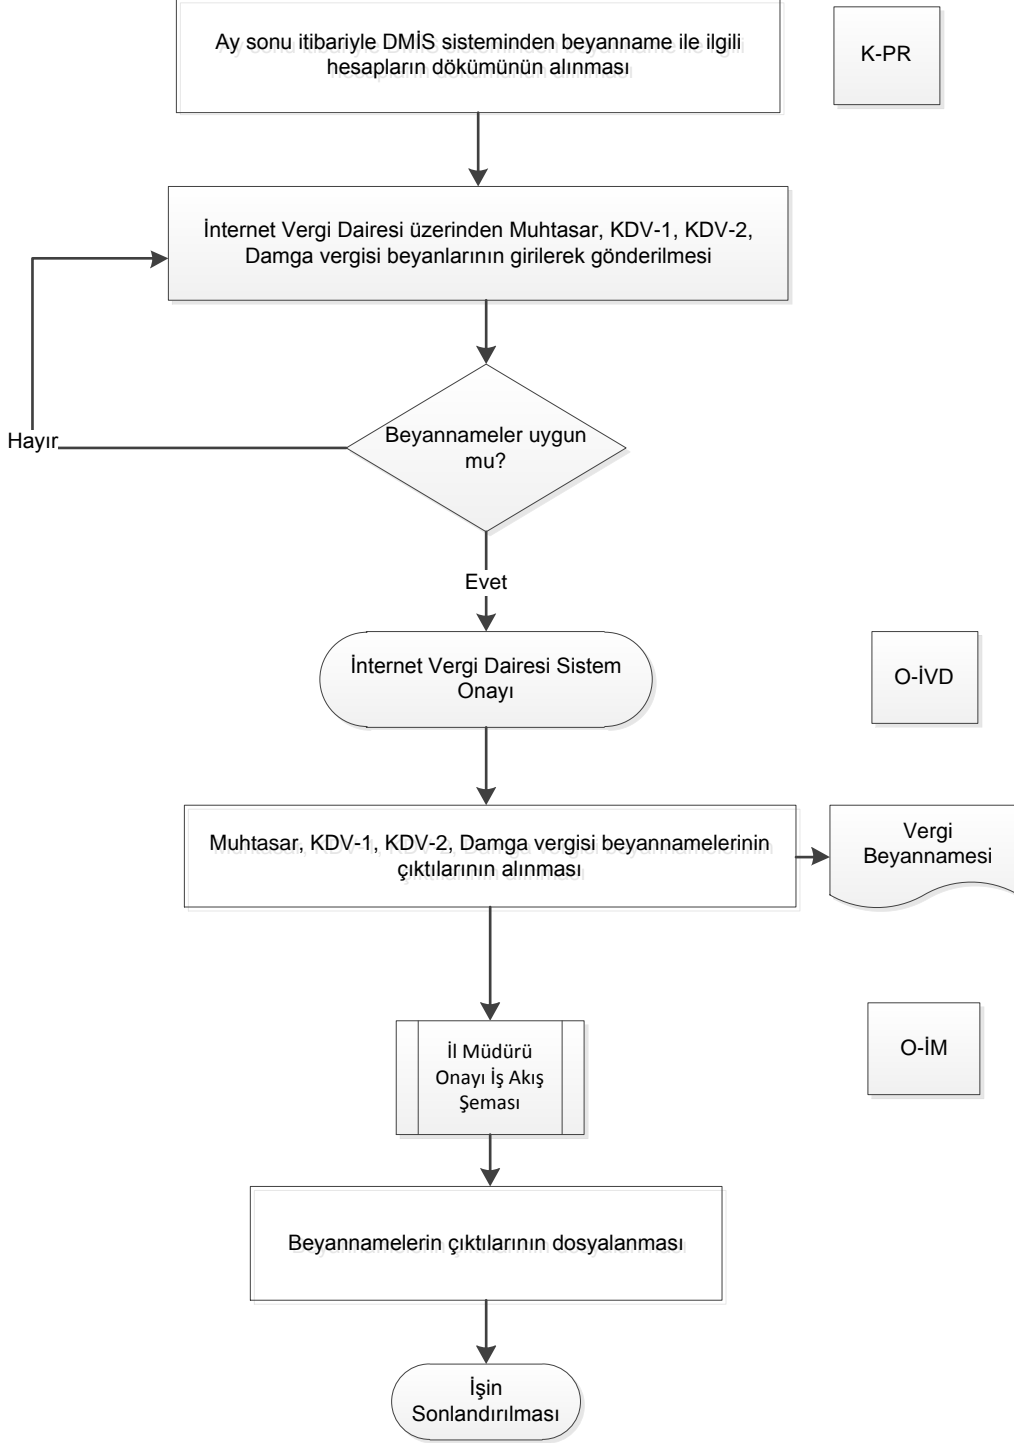 Ay sonu itibariyle DMİS sisteminden beyanname ile ilgili
hesapların dökümünün alınması
K-PR
İnternet Vergi Dairesi üzerinden Muhtasar, KDV-1, KDV-2,
Damga vergisi beyanlarının girilerek gönderilmesi
Hayır
Beyannameler uygun
mu?
Evet
İnternet Vergi Dairesi Sistem
Onayı
O-İVD
Muhtasar, KDV-1, KDV-2, Damga vergisi beyannamelerinin
çıktılarının alınması
Vergi
Beyannamesi
İl Müdürü
Onayı İş Akış
Şeması
O-İM
Beyannamelerin çıktılarının dosyalanması
İşin
Sonlandırılması